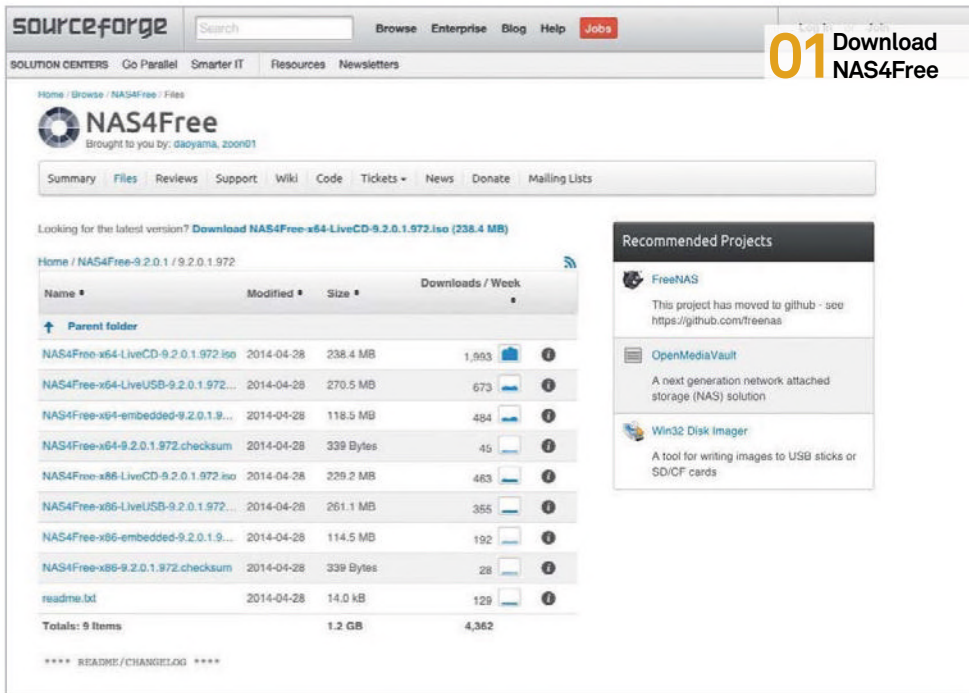 sourceforge Search Browse Enterprise Blog Help Jobs Log In Join
01 Download
NAS4Free
SOLUTION CENTERS Go Parallel Smarter IT Resources Newsletters
Home / Browse / NAS4Free / Files
NAS4Free
Brought to you by: daoyama, zoon01
Summary Files Reviews Support Wiki Code Tickets News Donate Mailing Lists
Looking for the latest version? Download NAS4Free-x64-LiveCD-9.2.0.1.972.iso (238.4 MB)
Home / NAS4Free-9.2.0.1 / 9.2.0.1.972
Name Modified Size Downloads / Week
Parent folder
NAS4Free-x64-LiveCD-9.2.0.1.972.iso 2014-04-28 238.4 MB 1,993
NAS4Free-x64-LiveUSB-9.2.0.1.972... 2014-04-28 270.5 MB 673
NAS4Free-x64-embedded-9.2.0.1.9... 2014-04-28 118.5 MB 484
NAS4Free-x64-9.2.0.1.972.checksum 2014-04-28 339 Bytes 45
NAS4Free-x86-LiveCD-9.2.0.1.972.iso 2014-04-28 229.2 MB 463
NAS4Free-x86-LiveUSB-9.2.0.1.972... 2014-04-28 261.1 MB 355
NAS4Free-x86-embedded-9.2.0.1.9... 2014-04-28 114.5 MB 192
NAS4Free-x86-9.2.0.1.972.checksum 2014-04-28 339 Bytes 28
readme.txt 2014-04-28 14.0 kB 129
Totals: 9 Items 1.2 GB 4,362
**** README/CHANGELOG ****
Recommended Projects
FreeNAS
This project has moved to github - see
https://github.com/freenas
OpenMediaVault
A next generation network attached
storage (NAS) solution
Win32 Disk Imager
A tool for writing images to USB sticks or
SD/CF cards